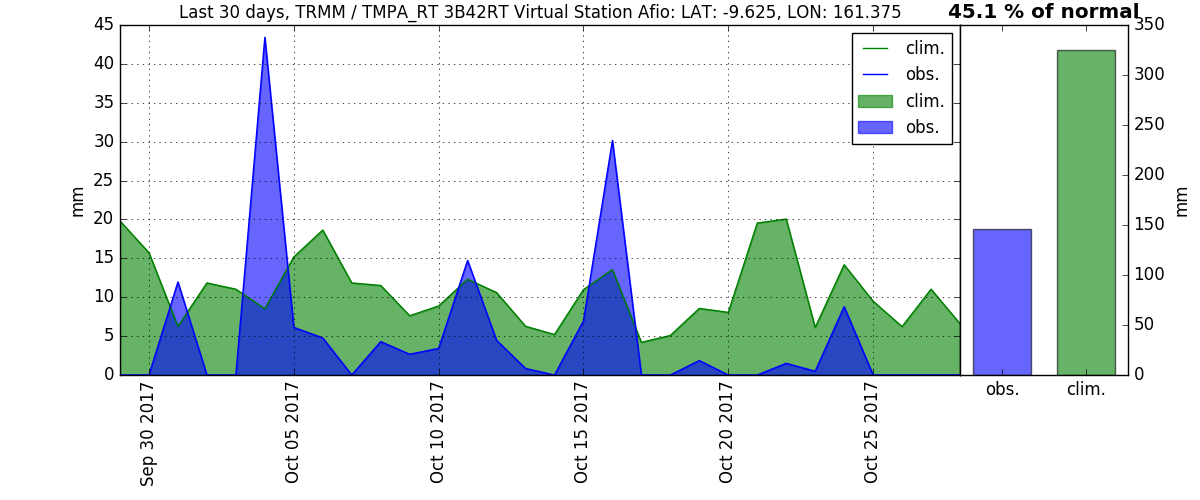 Last 30 days, TRMM / TMPA_RT 3B42RT Virtual Station Afio: LAT: -9.625, LON: 161.375
45.1 % of normal
45
40
35
30
25
20
15
10
5
0
mm
clim.
obs.
clim.
obs.
Sep 30 2017
Oct 05 2017
Oct 10 2017
Oct 15 2017
Oct 20 2017
Oct 25 2017
350
300
250
200
150
100
50
0
mm
obs.
clim.